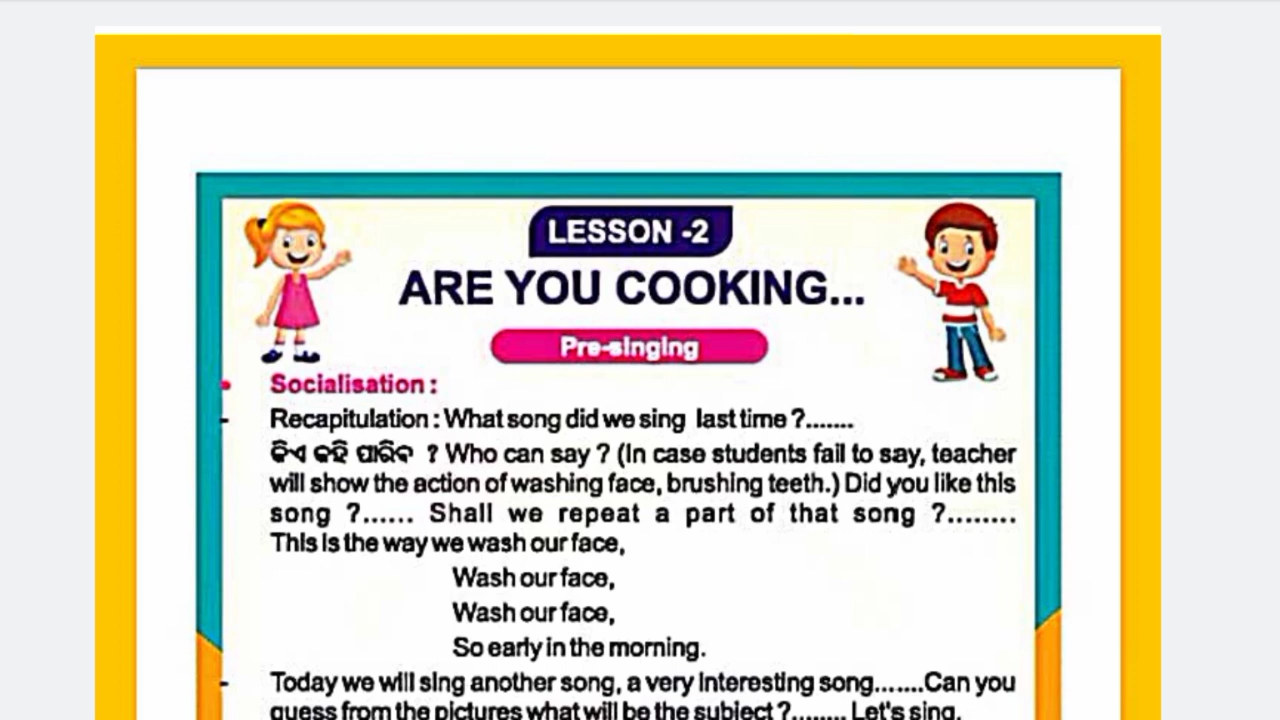 LESSON -2
ARE YOU COOKING...
Pre-singing
• Socialisation :
- Recapitulation : What song did we sing last time ?.......
କିଏ କହି ପାରିବ ? Who can say ? (In case students fail to say, teacher
will show the action of washing face, brushing teeth.) Did you like this
song ?...... Shall we repeat a part of that song ?........
This is the way we wash our face,
Wash our face,
Wash our face,
So early in the morning.
- Today we will sing another song, a very interesting song.......Can you
guess from the pictures what will be the subject ?........ Let's sing.